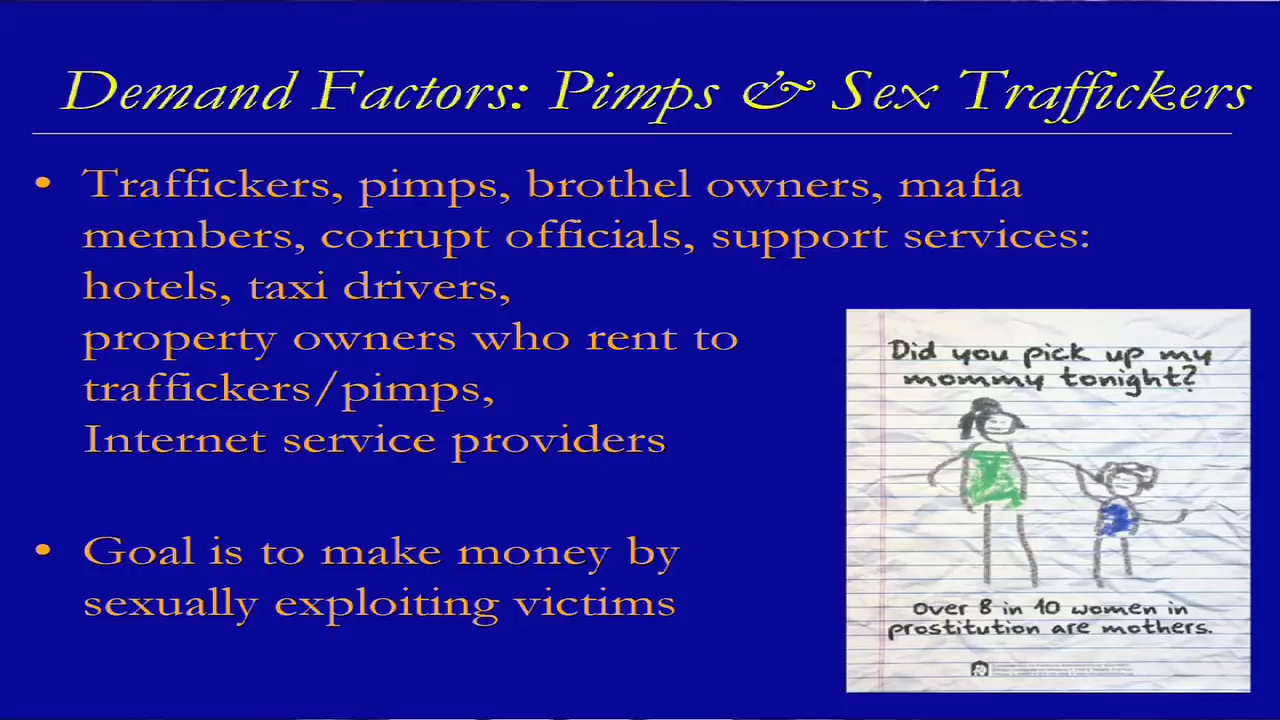 Demand Factors: Pimps & Sex Traffickers
• Traffickers, pimps, brothel owners, mafia
members, corrupt officials, support services:
hotels, taxi drivers,
property owners who rent to
traffickers/pimps,
Internet service providers
• Goal is to make money by
sexually exploiting victims
Did you pick up my
mommy tonight?
Over 8 in 10 women in
prostitution are mothers.